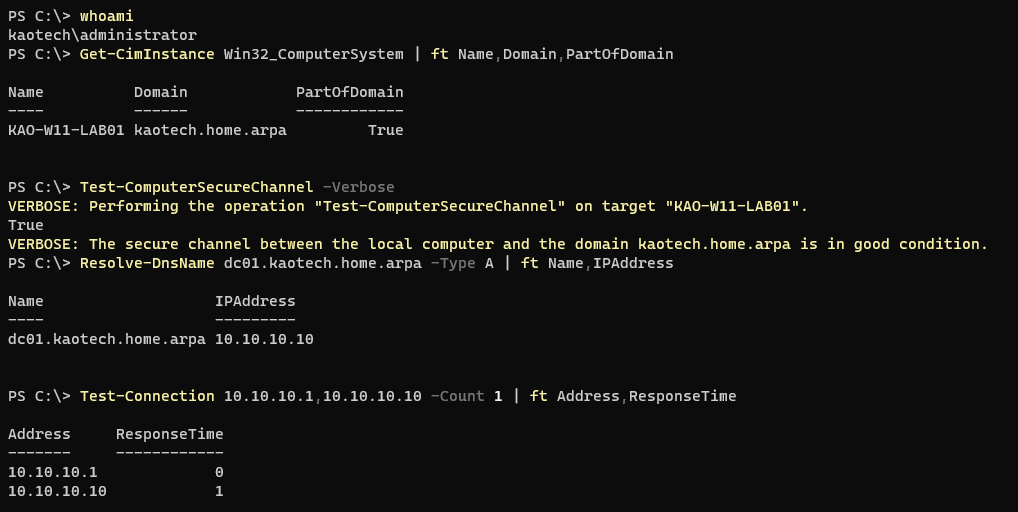 PS C:\> whoami
kaotech\administrator
PS C:\> Get-CimInstance Win32_ComputerSystem | ft Name,Domain,PartOfDomain
Name          Domain            PartOfDomain
----          ------            ------------
KAO-W11-LAB01 kaotech.home.arpa         True
PS C:\> Test-ComputerSecureChannel -Verbose
VERBOSE: Performing the operation "Test-ComputerSecureChannel" on target "KAO-W11-LAB01".
True
VERBOSE: The secure channel between the local computer and the domain kaotech.home.arpa is in good condition.
PS C:\> Resolve-DnsName dc01.kaotech.home.arpa -Type A | ft Name,IPAddress
Name                   IPAddress
----                   ---------
dc01.kaotech.home.arpa 10.10.10.10
PS C:\> Test-Connection 10.10.10.1,10.10.10.10 -Count 1 | ft Address,ResponseTime
Address     ResponseTime
-------     ------------
10.10.10.1             0
10.10.10.10            1